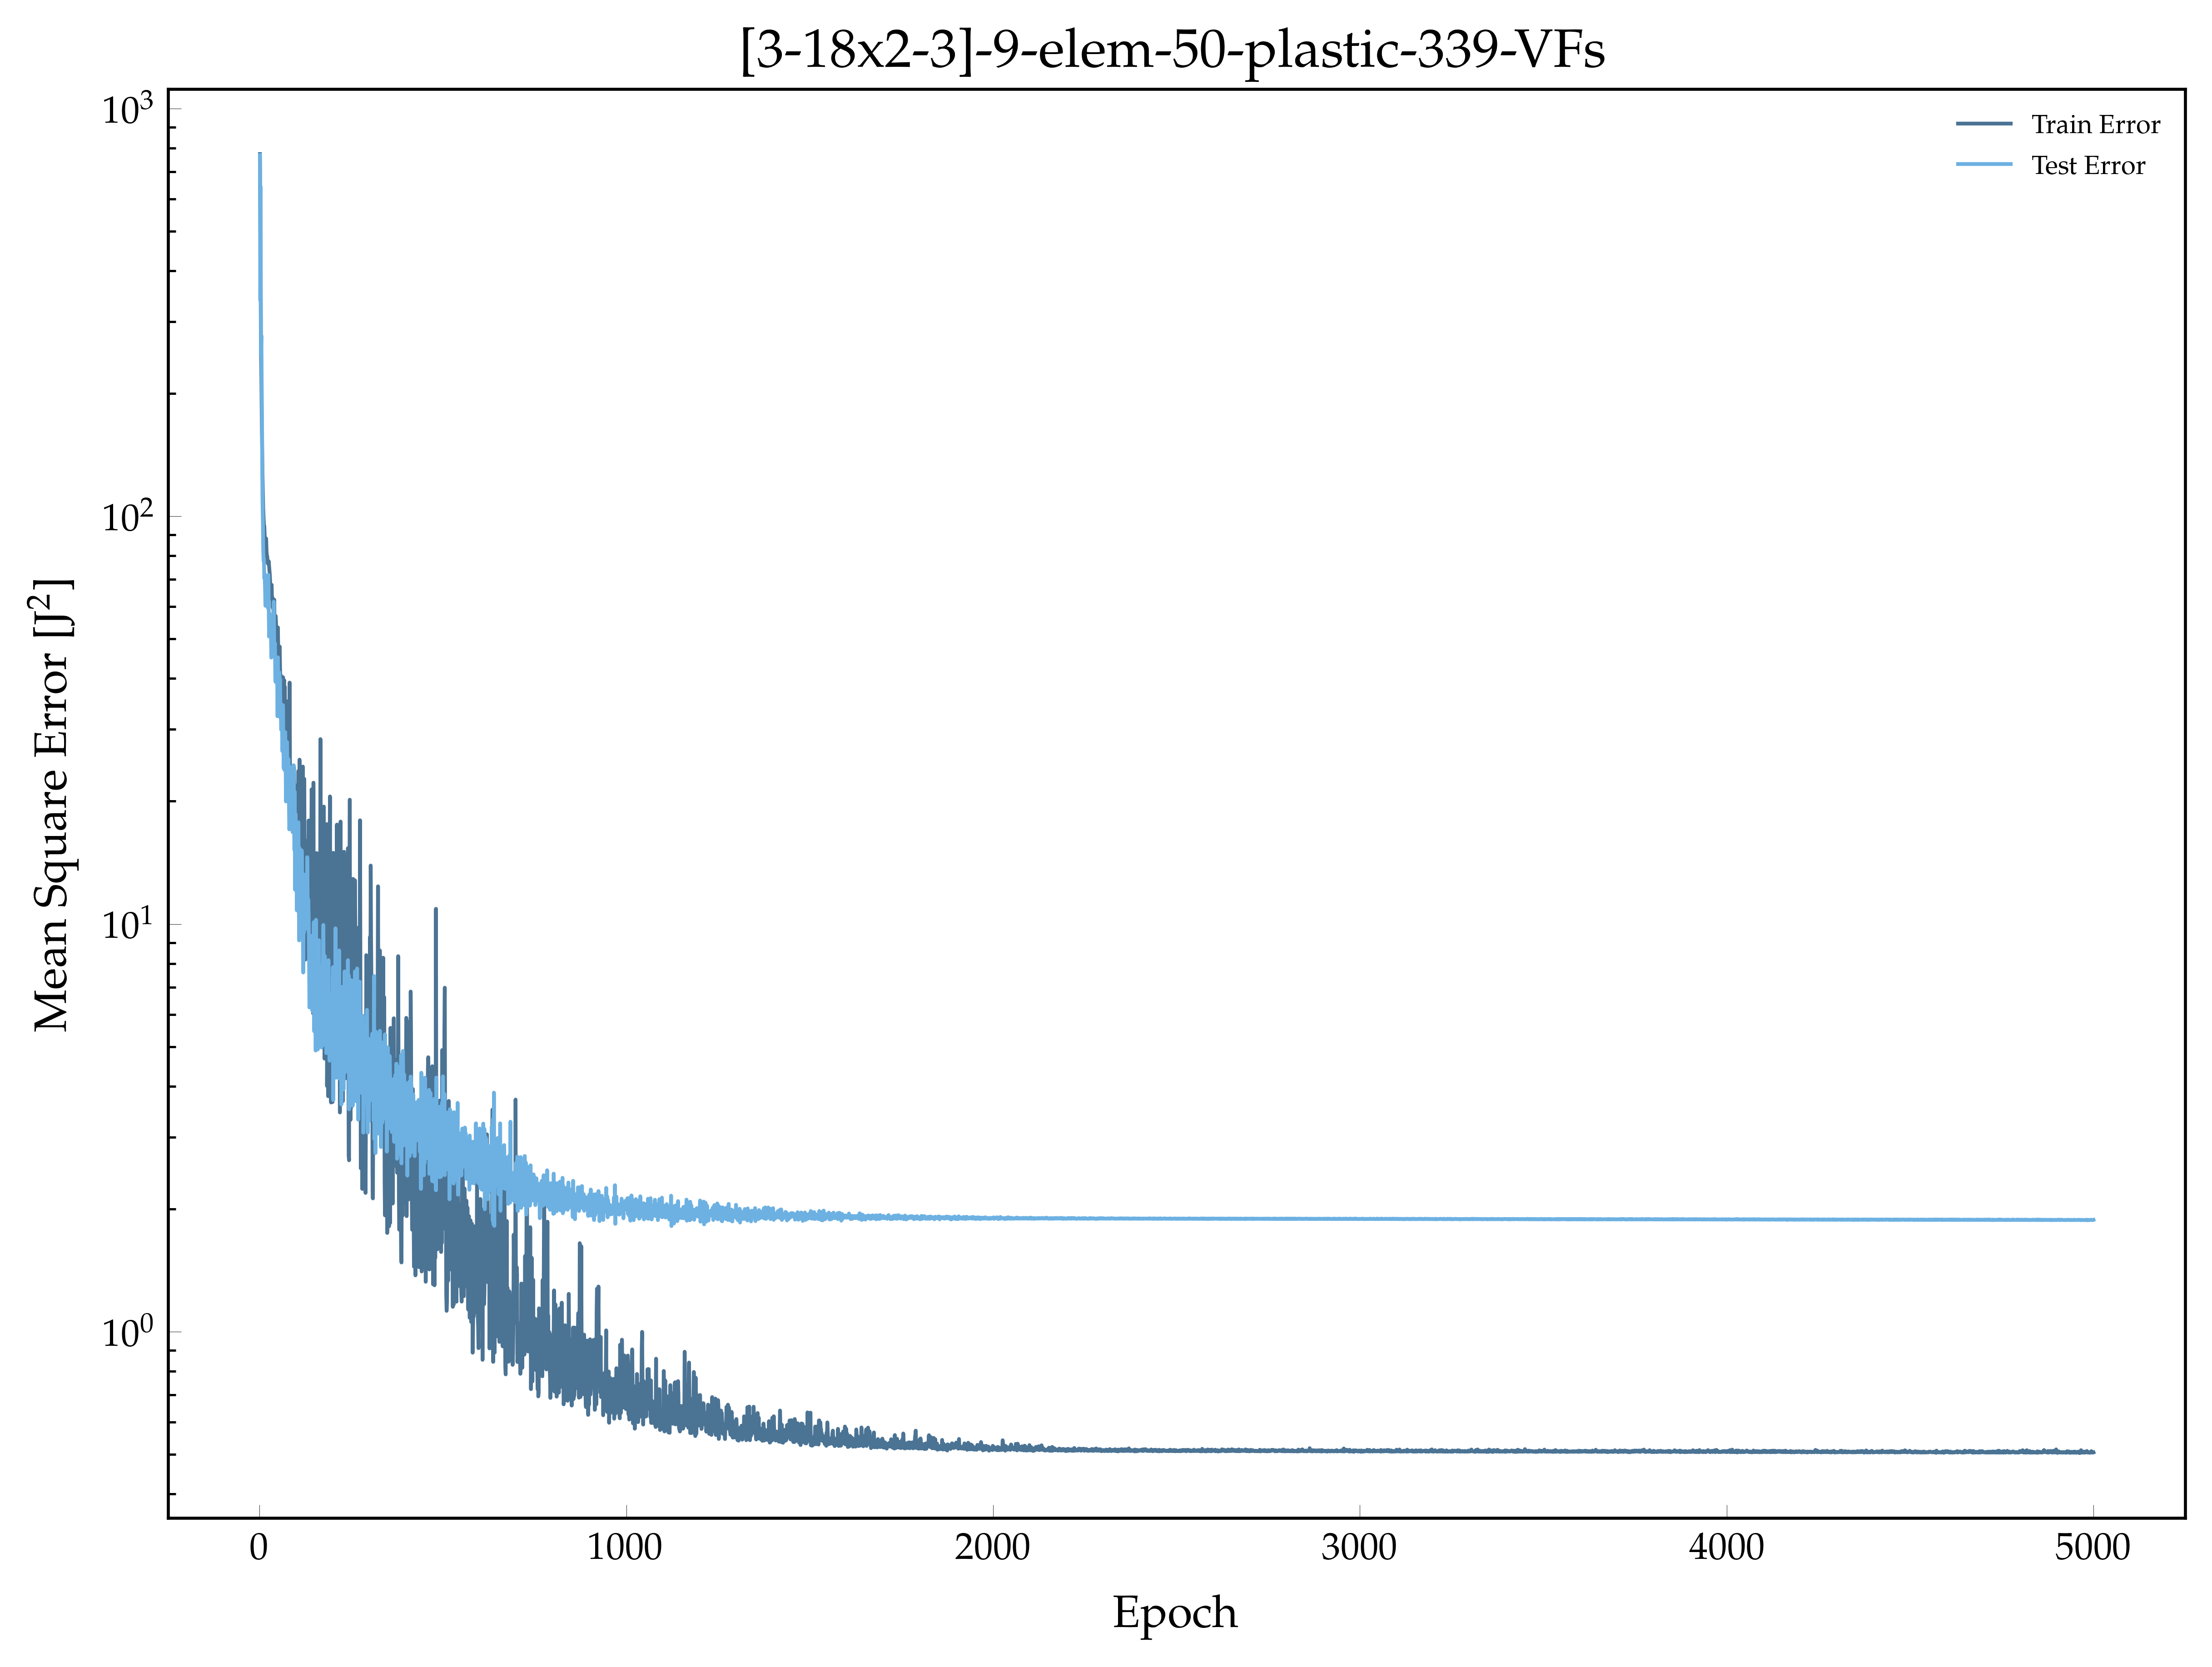 [3-18x2-3]-9-elem-50-plastic-339-VFs
10³
Train Error
Test Error
10²
Mean Square Error [J²]
10¹
10⁰
0 1000 2000 3000 4000 5000
Epoch